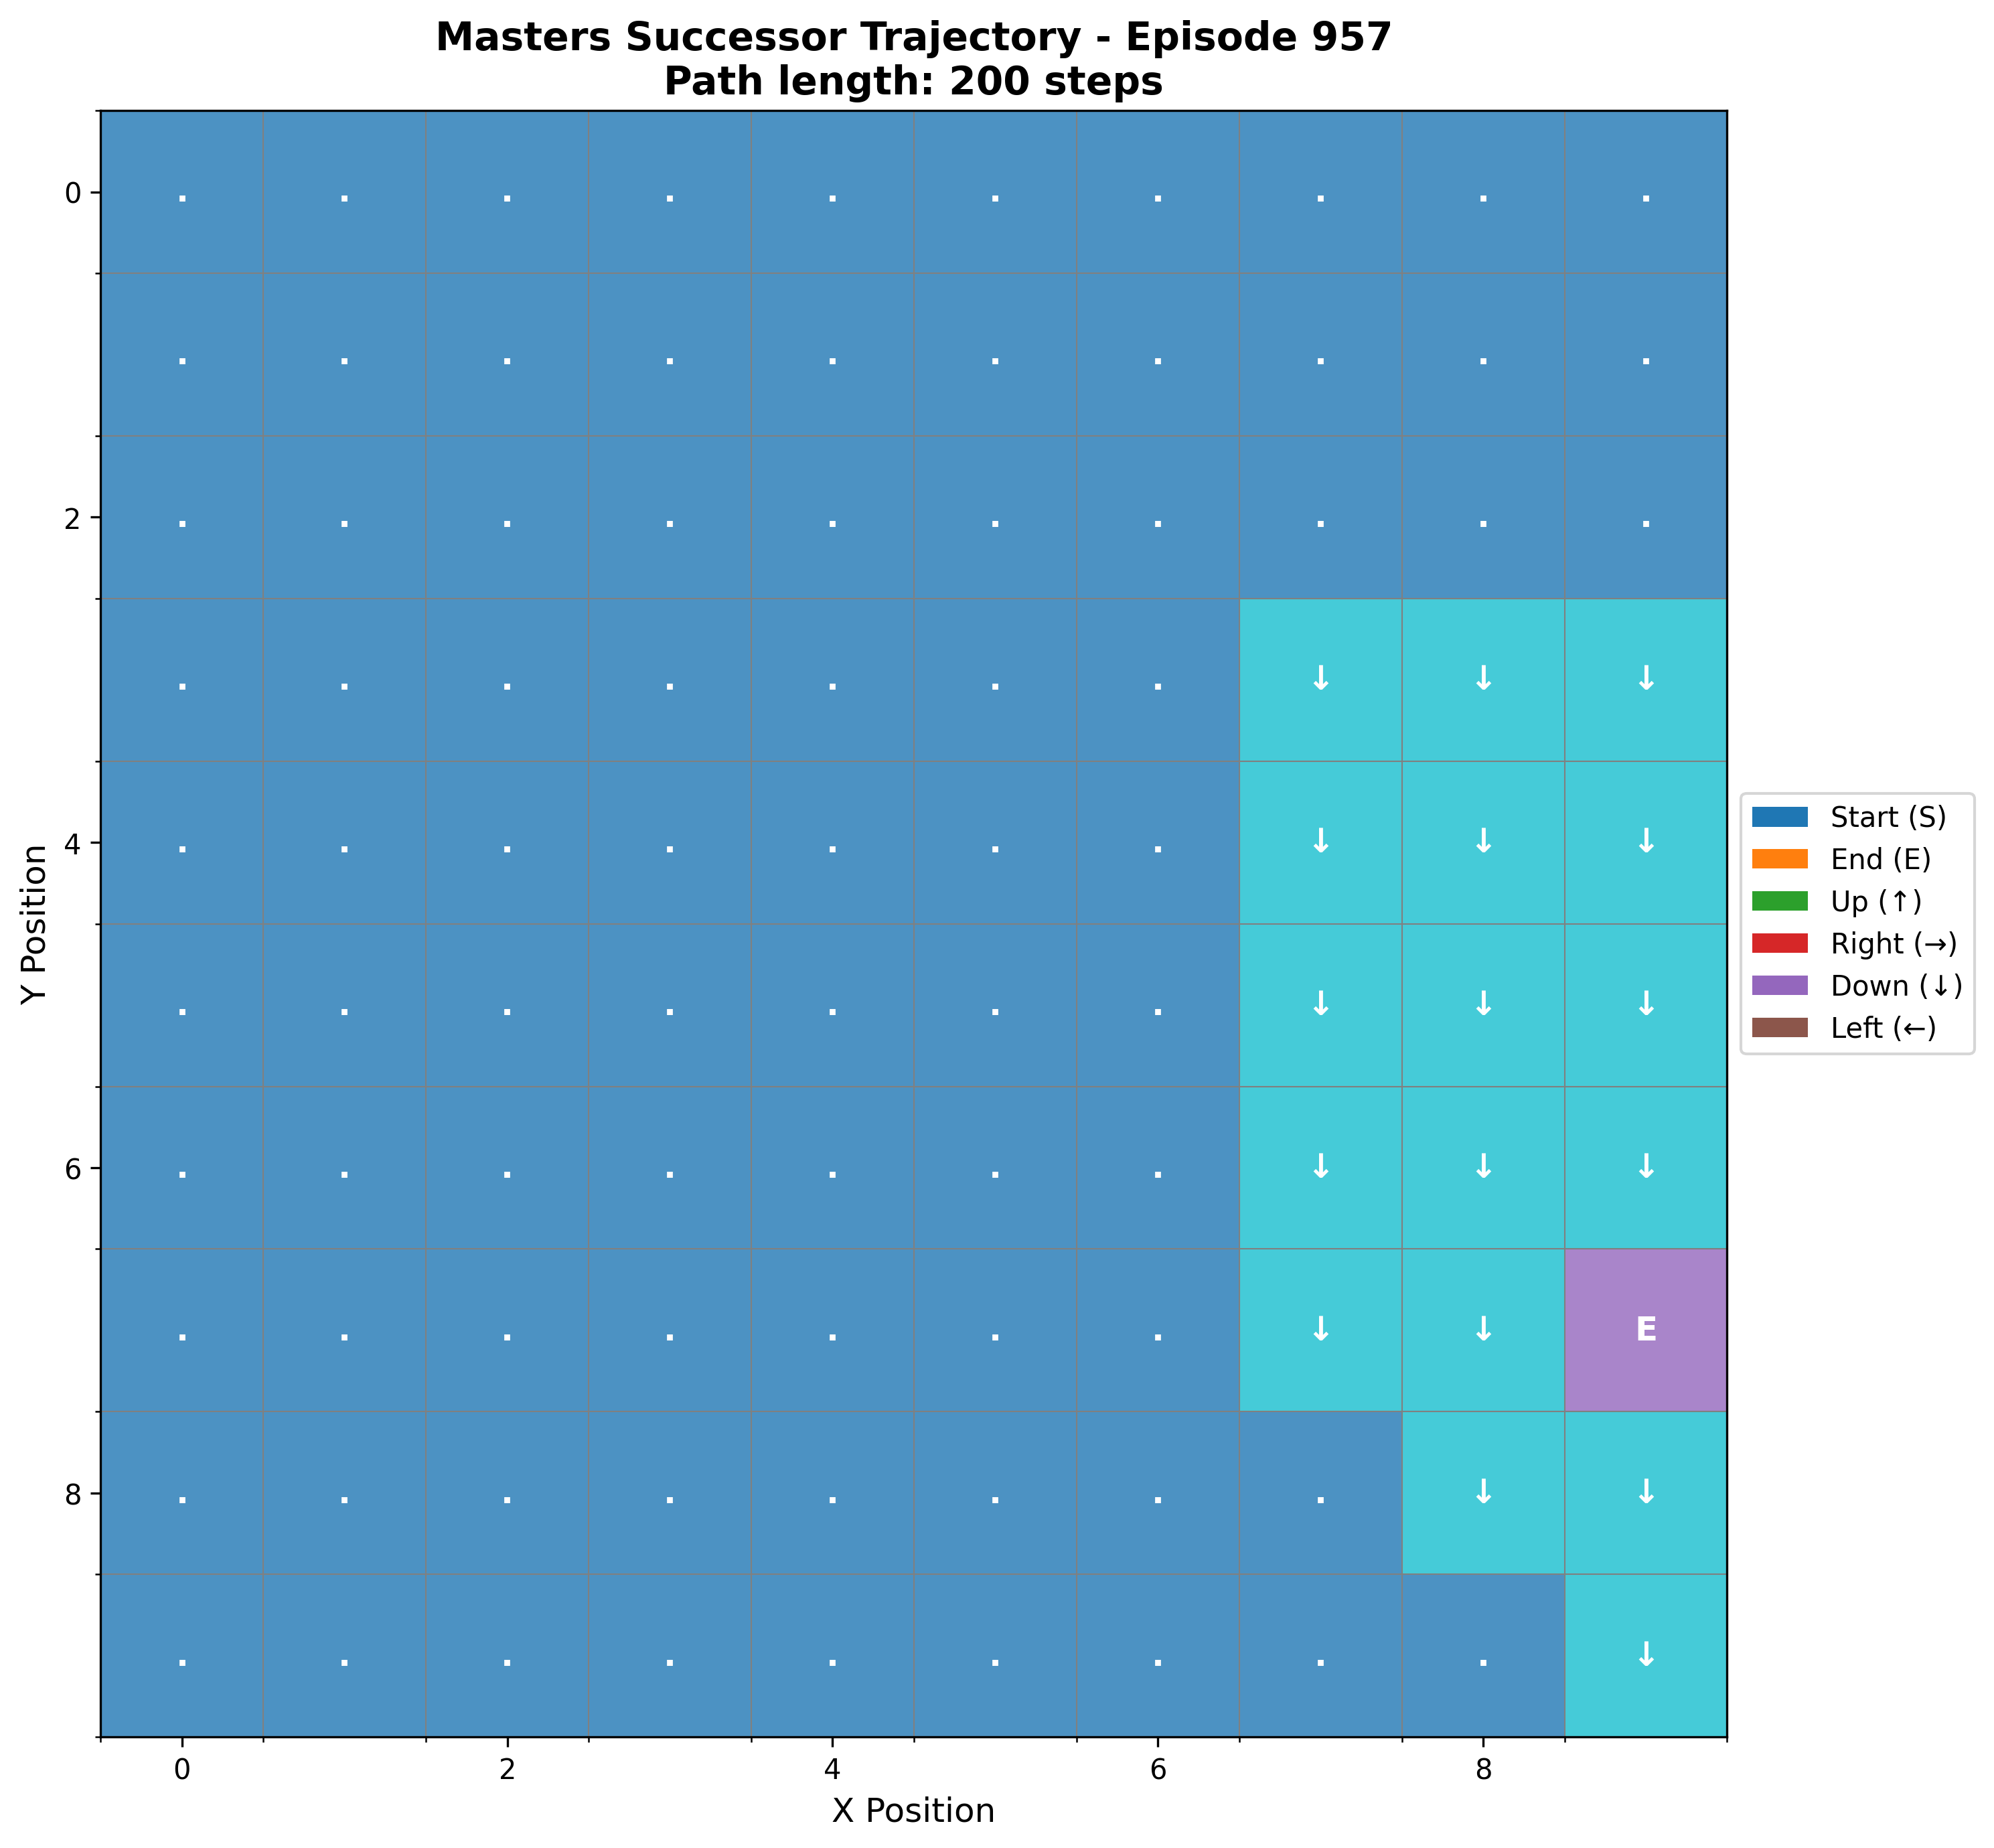 Masters Successor Trajectory - Episode 957
Path length: 200 steps
0 . . . . . . . . . .
. . . . . . . . . .
2 . . . . . . . . . .
. . . . . . . ↓ ↓ ↓
4 . . . . . . . ↓ ↓ ↓
. . . . . . . ↓ ↓ ↓
6 . . . . . . . ↓ ↓ ↓
. . . . . . . ↓ ↓ E
8 . . . . . . . . ↓ ↓
. . . . . . . . . ↓
0 2 4 6 8
X Position
Y Position
Start (S)
End (E)
Up (↑)
Right (→)
Down (↓)
Left (←)